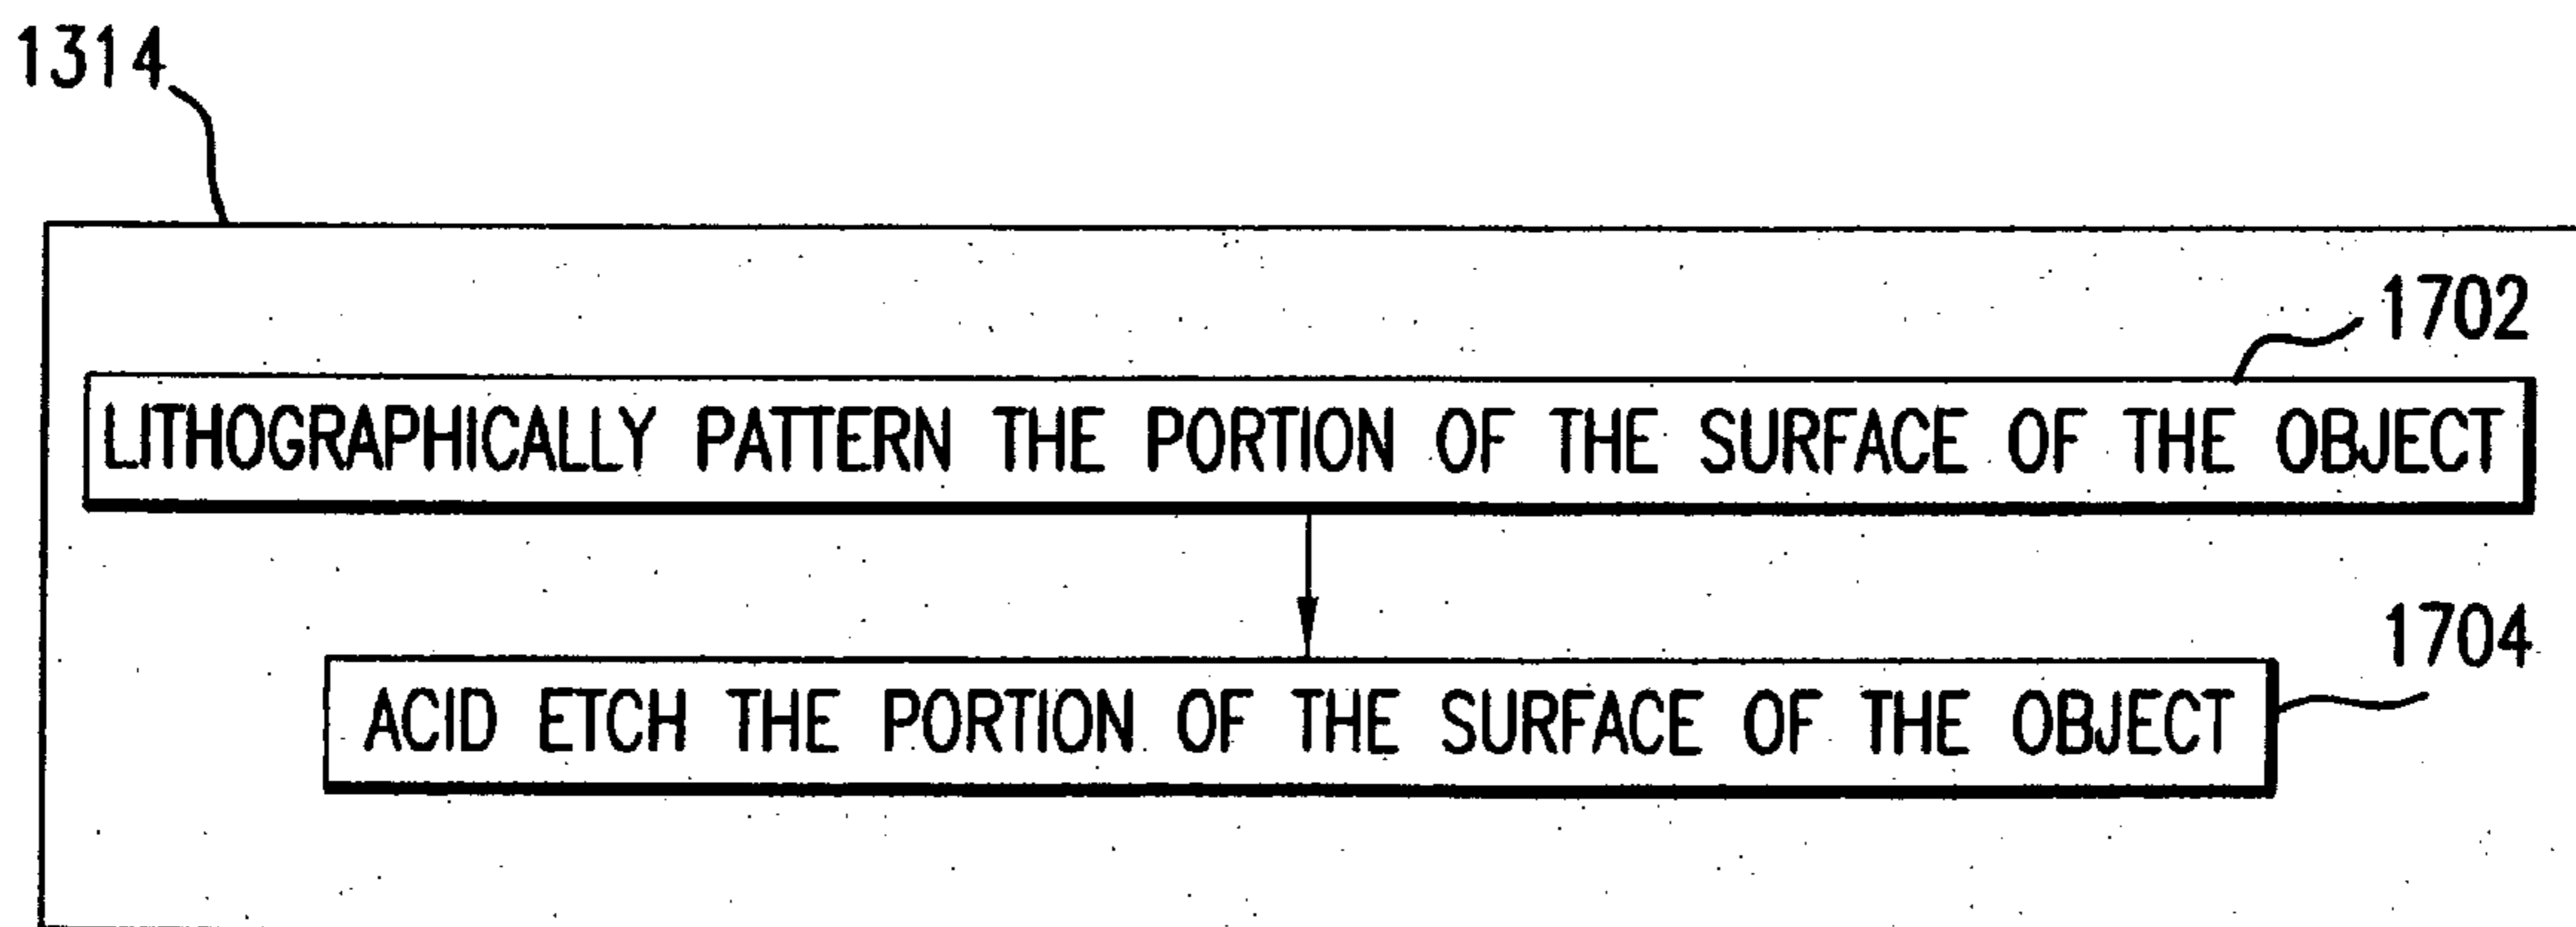 1314
1702
LITHOGRAPHICALLY PATTERN THE PORTION OF THE SURFACE OF THE OBJECT
1704
ACID ETCH THE PORTION OF THE SURFACE OF THE OBJECT